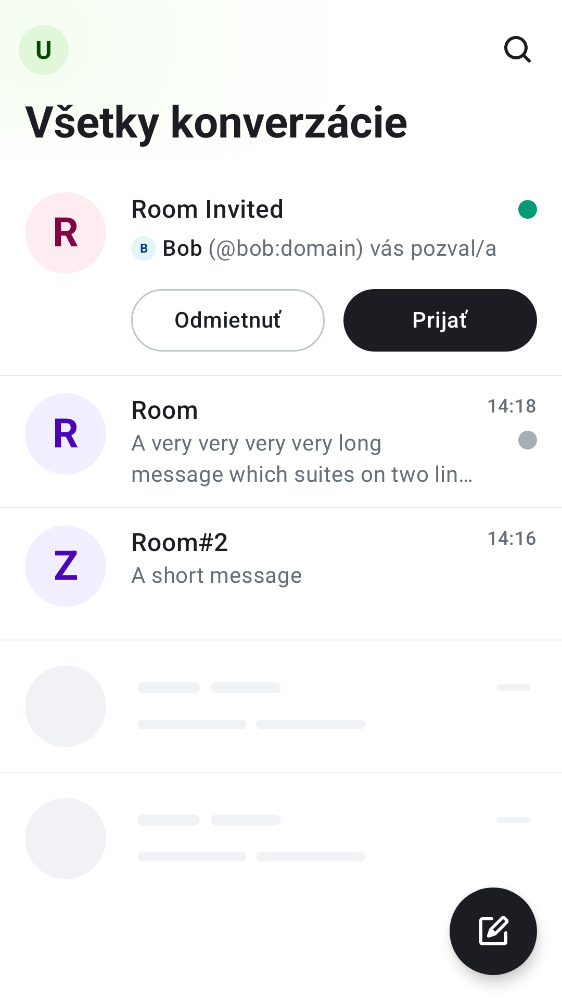 U
Všetky konverzácie
R
Room Invited
B Bob (@bob:domain) vás pozval/a
Odmietnuť
Prijať
R
Room
14:18
A very very very very long
message which suites on two lin…
Z
Room#2
14:16
A short message